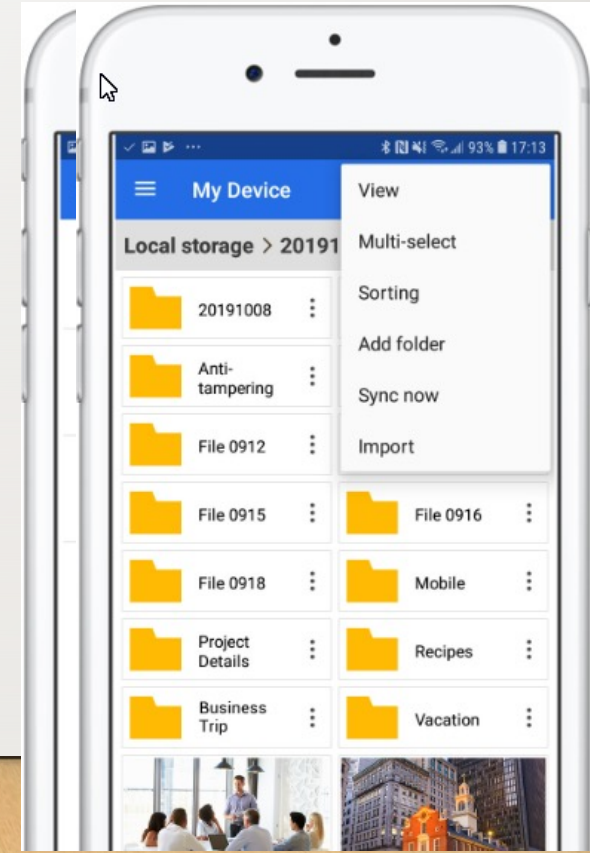 93% 17:13
My Device
View
Local storage > 20191
Multi-select
Sorting
20191008
Add folder
Anti-
tampering
Sync now
File 0912
Import
File 0915
File 0916
File 0918
Mobile
Project
Details
Recipes
Business
Trip
Vacation